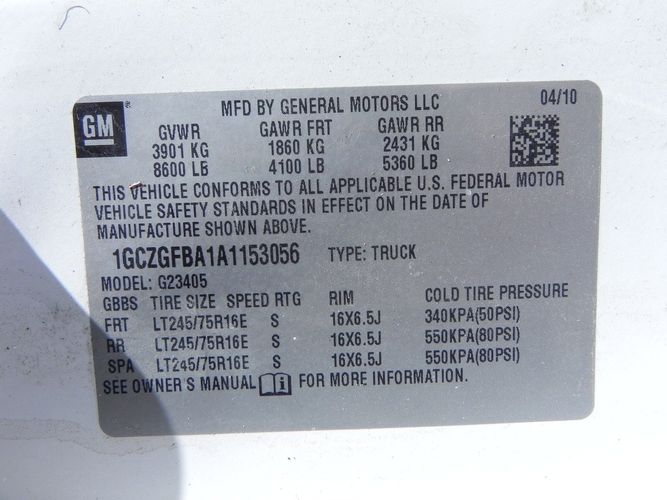 GM
MFD BY GENERAL MOTORS LLC 04/10
GVWR GAWR FRT GAWR RR
3901 KG 1860 KG 2431 KG
8600 LB 4100 LB 5360 LB
THIS VEHICLE CONFORMS TO ALL APPLICABLE U.S. FEDERAL MOTOR
VEHICLE SAFETY STANDARDS IN EFFECT ON THE DATE OF
MANUFACTURE SHOWN ABOVE.
1GCZGFBA1A1153056 TYPE: TRUCK
MODEL: G23405
GBBS TIRE SIZE SPEED RTG RIM COLD TIRE PRESSURE
FRT LT245/75R16E S 16X6.5J 340KPA(50PSI)
RR LT245/75R16E S 16X6.5J 550KPA(80PSI)
SPA LT245/75R16E S 16X6.5J 550KPA(80PSI)
SEE OWNER'S MANUAL FOR MORE INFORMATION.